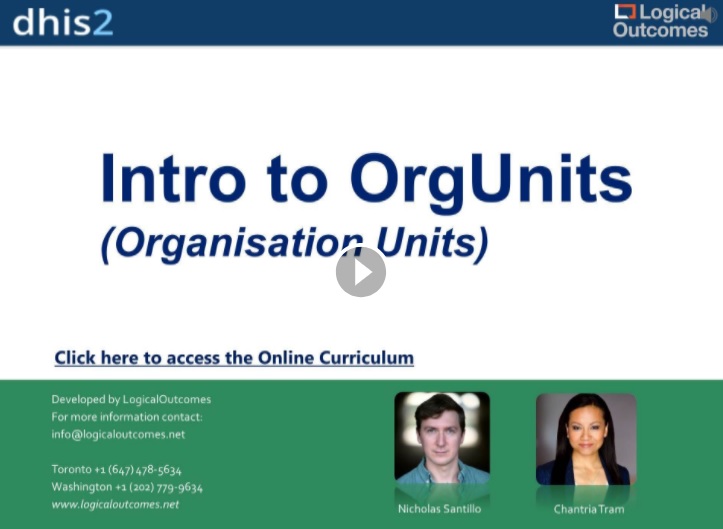 dhis2
Logical
Outcomes
Intro to OrgUnits
(Organisation Units)
Click here to access the Online Curriculum
Developed by LogicalOutcomes
For more information contact:
info@logicaloutcomes.net
Toronto +1 (647) 478-5634
Washington +1 (202) 779-9634
www.logicaloutcomes.net
Nicholas Santillo
Chantria Tram